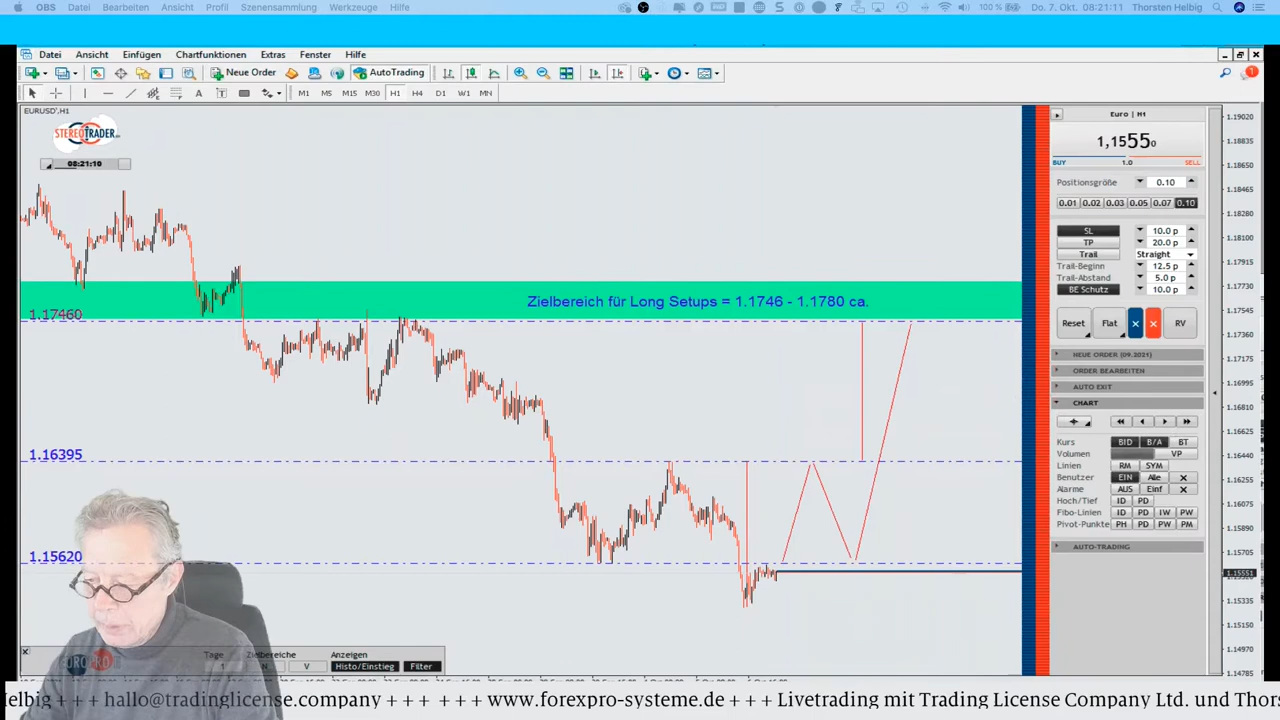 OBS Datei Bearbeiten Ansicht Profil Szenensammlung Werkzeuge Hilfe 100 % Do. 7. Okt. 08:21:11 Thorsten Helbig
Datei Ansicht Einfügen Chartfunktionen Extras Fenster Hilfe
New Order AutoTrading
M1 M5 M15 M30 H1 H4 D1 W1 MN
EURUSD',H1
STEREOTRADER
08:21:10
Zielbereich für Long Setups = 1.1746 - 1.1780 ca.
1.17460
1.16395
1.15620
Euro | H1
1,15550
BUY 1.0 SELL
Positionsgröße 0.10
0.01 0.02 0.03 0.05 0.07 0.10
SL 10.0 p
TP 20.0 p
Trail Straight
Trail-Beginn 12.5 p
Trail-Abstand 5.0 p
BE Schutz 10.0 p
Reset Flat × × RV
NEUE ORDER (09.2021)
ORDER BEARBEITEN
AUTO EXIT
CHART
Kurs BID B/A BT
Volumen VP
Linien RM SYM
Benutzer EIN Alle ×
Alarme AUS Einf ×
Hoch/Tief ID PD
Fibo-Linien ID PD IW PW
Pivot-Punkte PH PD PW PM
AUTO-TRADING
1.19020
1.18835
1.18650
1.18465
1.18280
1.18100
1.17915
1.17730
1.17545
1.17360
1.17175
1.16995
1.16810
1.16625
1.16440
1.16255
1.16075
1.15890
1.15705
1.15551
1.15335
1.15150
1.14970
1.14785
Tage Zielbereiche Anzeigen
1 N V Histo/Einstieg Filter
Helbig + + + hallo@tradinglicense.company + + + + + + www.forexpro-systeme.de + + + Livetrading mit Trading License Company Ltd. und Thors